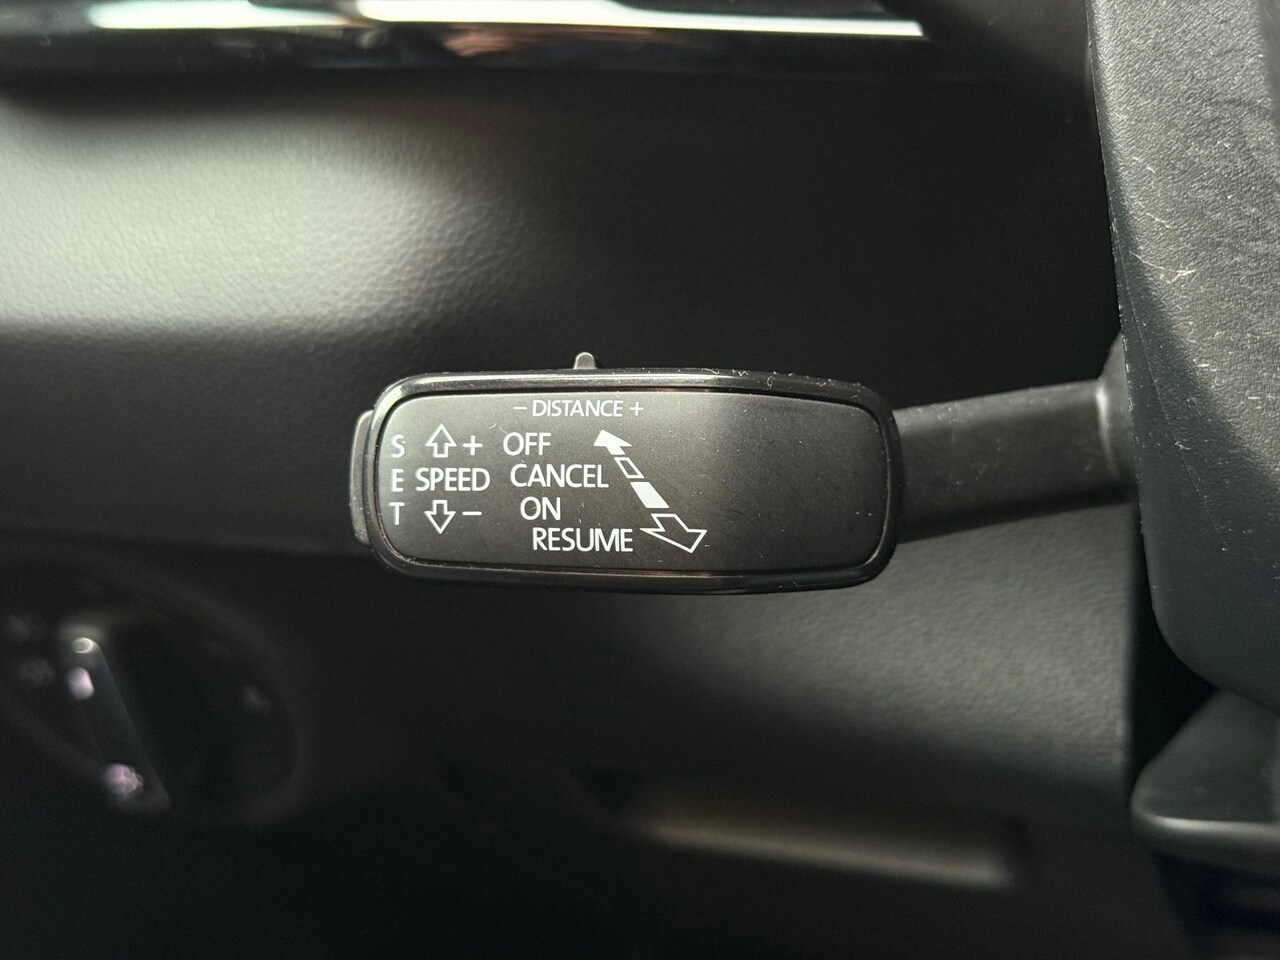 − DISTANCE +
S + OFF
E SPEED CANCEL
T − ON
RESUME